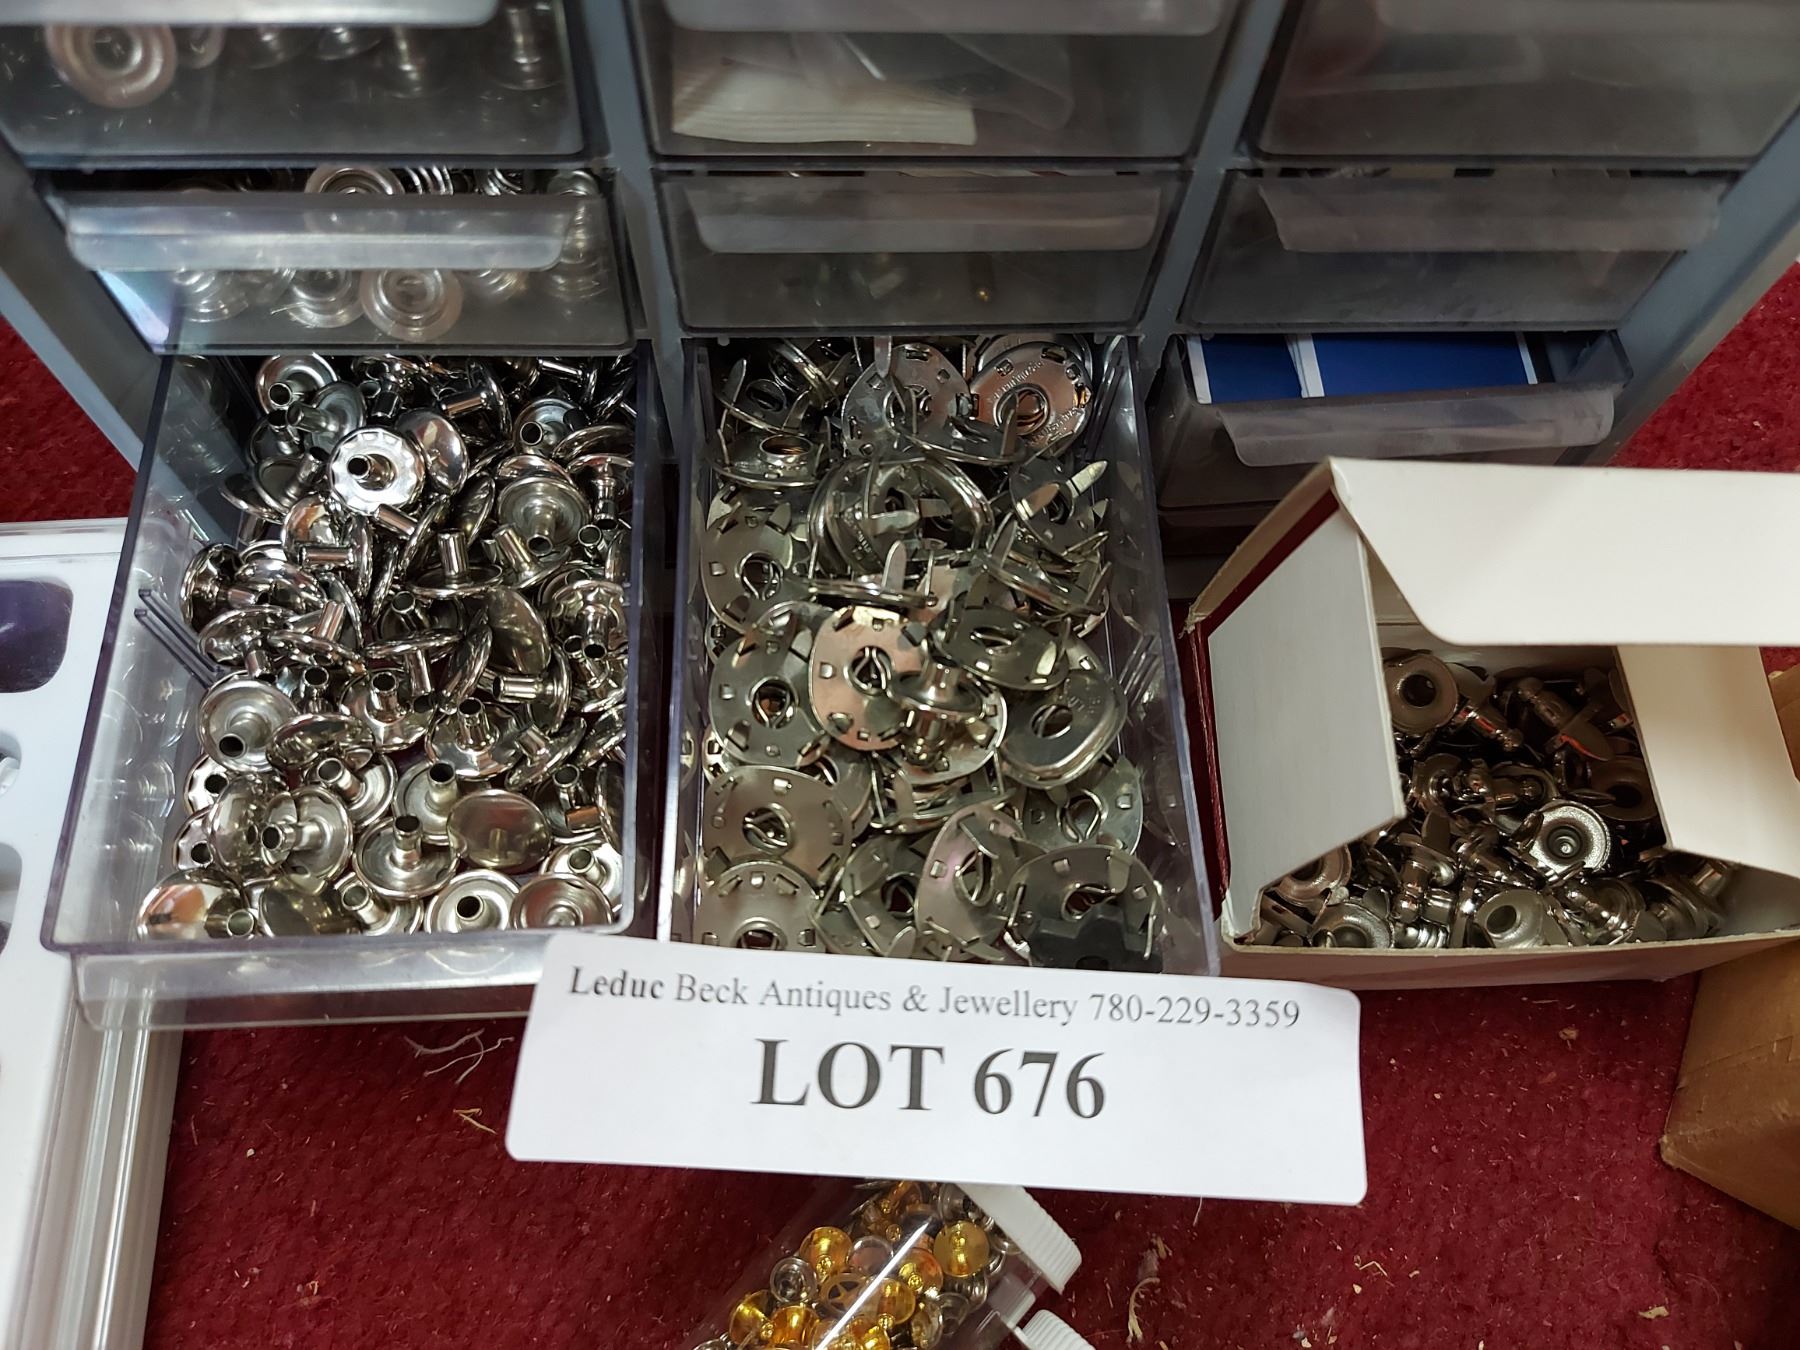 Leduc Beck Antiques & Jewellery 780-229-3359
LOT 676